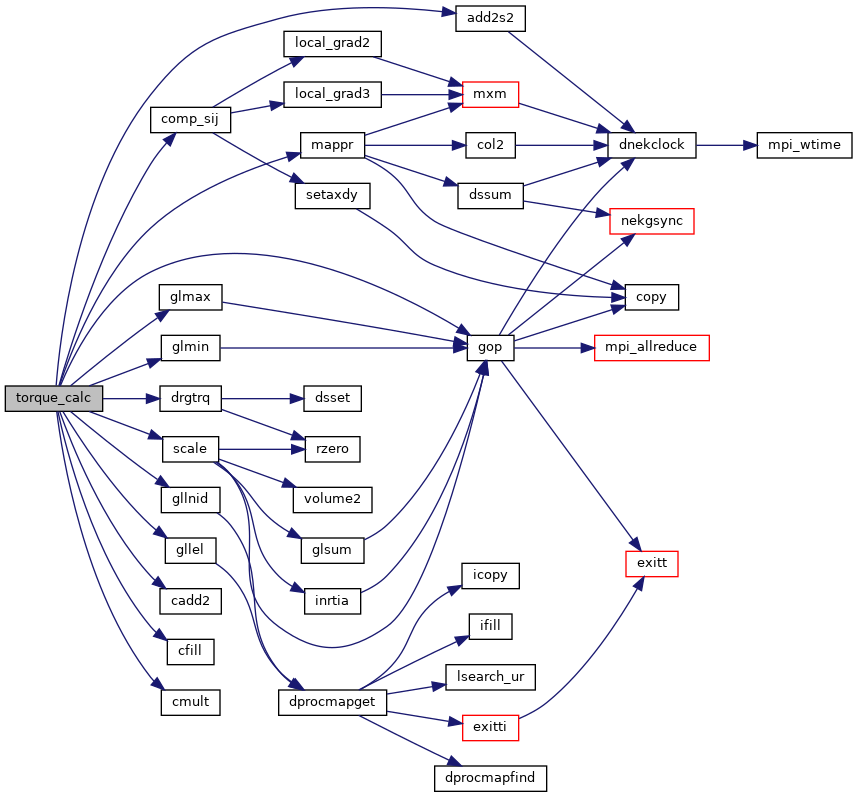 add2s2
local_grad2
local_grad3
mxm
comp_sij
mappr
col2
dnekclock
mpi_wtime
setaxdy
dssum
nekgsync
glmax
copy
glmin
gop
mpi_allreduce
torque_calc
drgtrq
dsset
scale
rzero
gllnid
volume2
gllel
glsum
exitt
cadd2
inrtia
icopy
cfill
ifill
lsearch_ur
cmult
dprocmapget
exitti
dprocmapfind